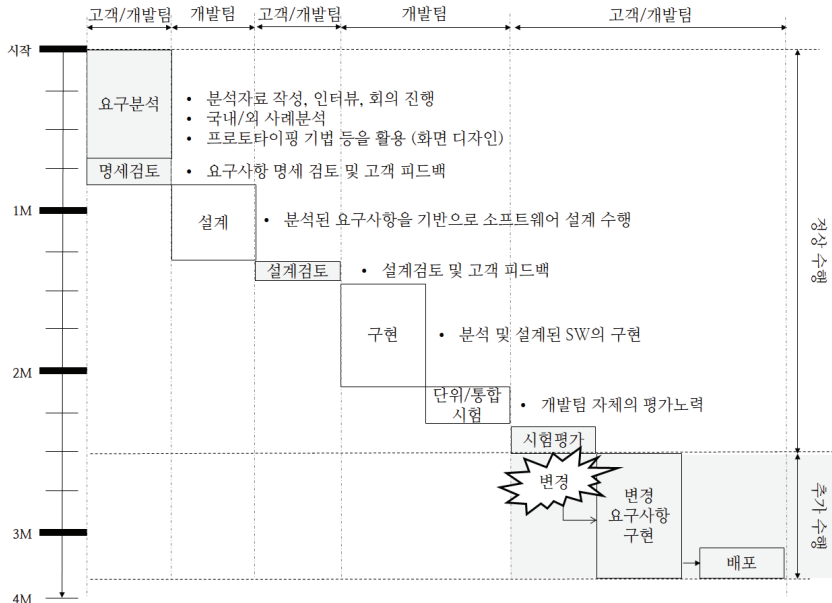 고객/개발팀
개발팀
고객/개발팀
개발팀
고객/개발팀
시작
요구분석
• 분석자료 작성, 인터뷰, 회의 진행
• 국내/외 사례분석
• 프로토타이핑 기법 등을 활용 (화면 디자인)
명세검토
• 요구사항 명세 검토 및 고객 피드백
1M
설계
• 분석된 요구사항을 기반으로 소프트웨어 설계 수행
정상 수행
설계검토
• 설계검토 및 고객 피드백
구현
• 분석 및 설계된 SW의 구현
2M
단위/통합
시험
• 개발팀 자체의 평가노력
시험평가
변경
변경
요구사항
구현
추가 수행
3M
배포
4M